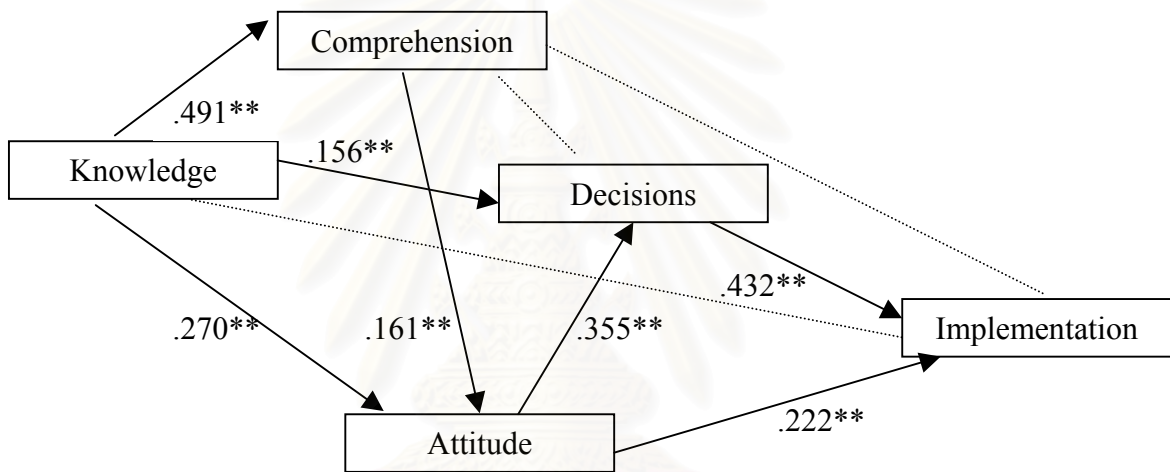 Comprehension
.491**
.156**
Knowledge
Decisions
.432**
.270**
.161**
.355**
Implementation
.222**
Attitude